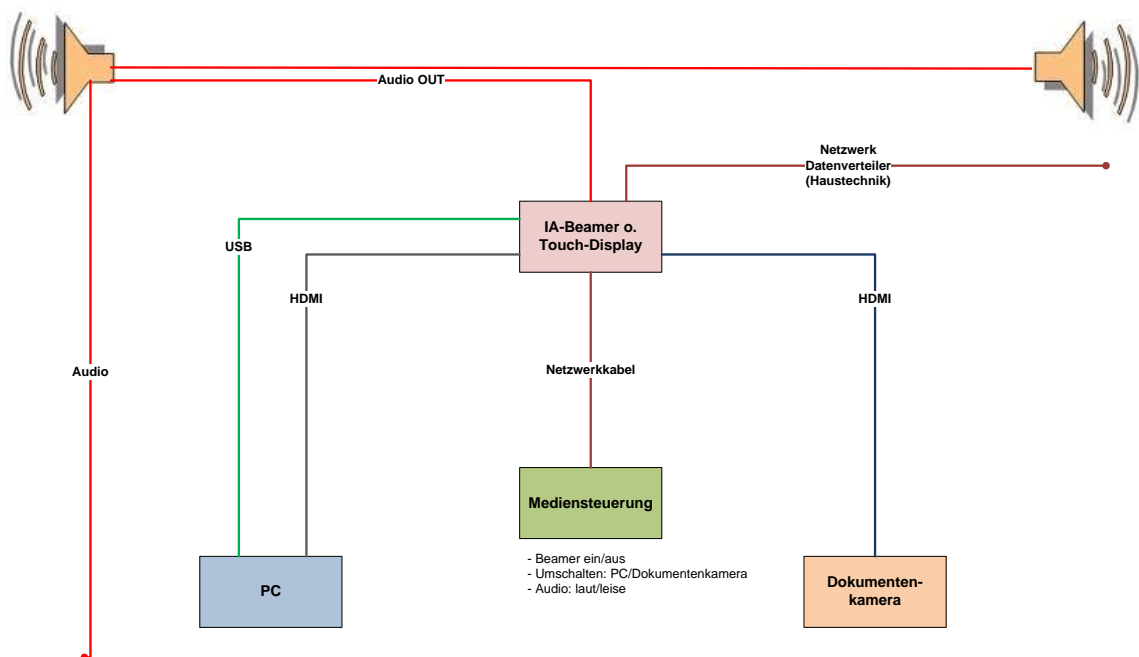 Audio OUT
Netzwerk
Datenverteiler
(Haustechnik)
IA-Beamer o.
Touch-Display
USB
HDMI
HDMI
Audio
Netzwerkkabel
Mediensteuerung
- Beamer ein/aus
- Umschalten: PC/Dokumentenkamera
- Audio: laut/leise
PC
Dokumenten-
kamera